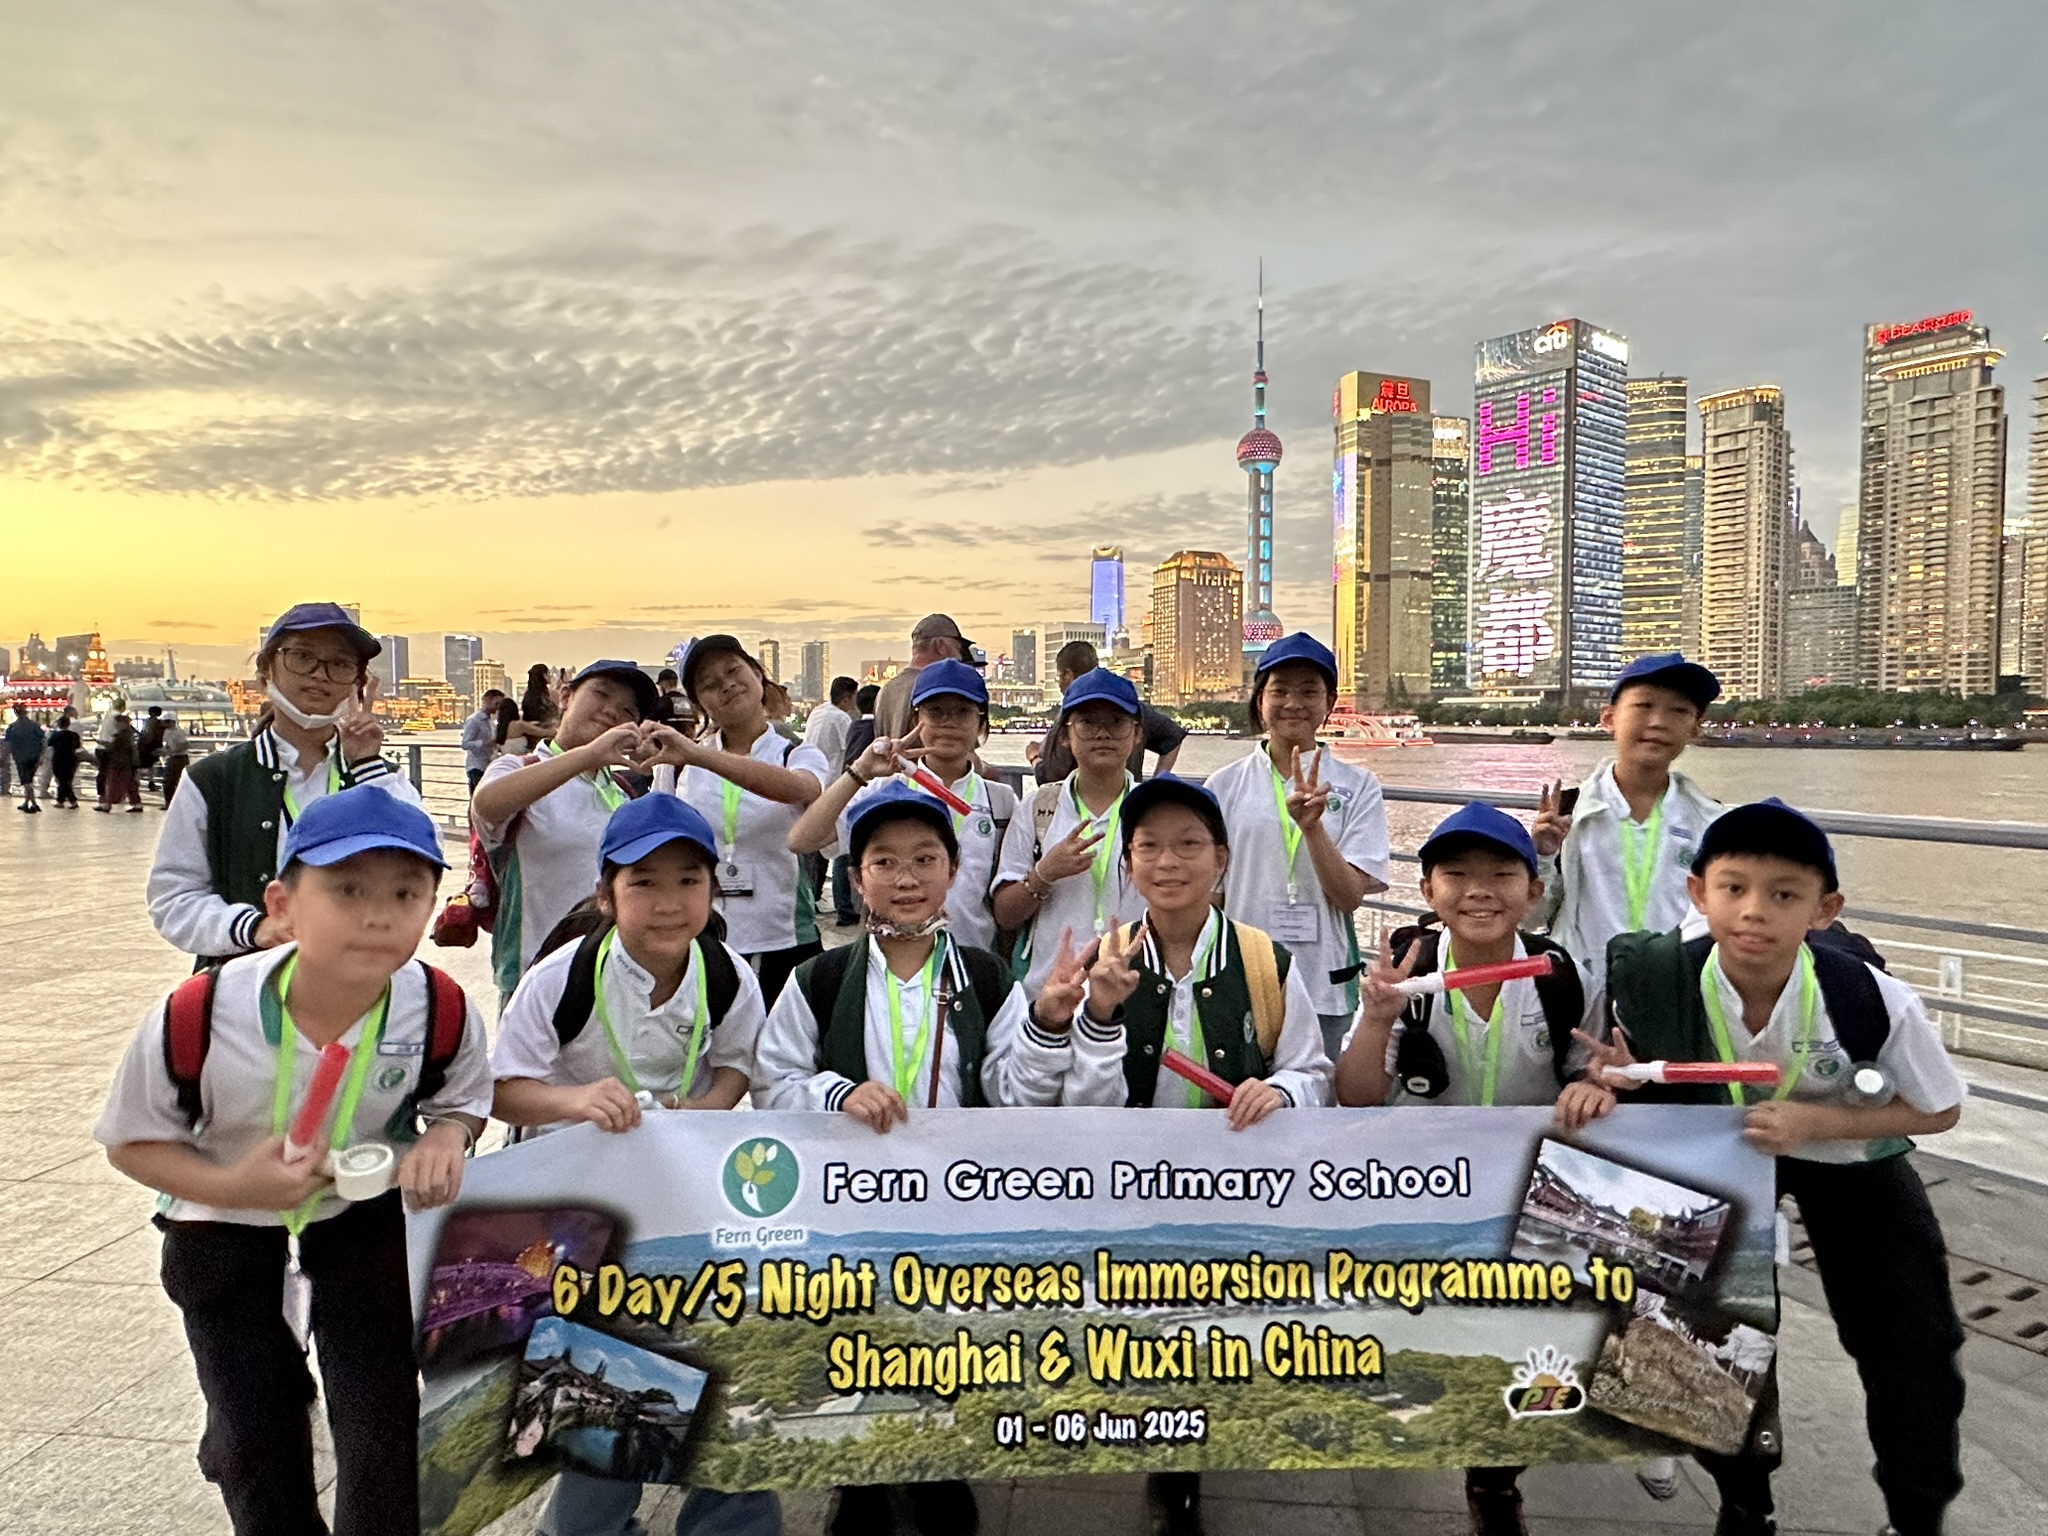 citi
震旦
AURORA
Hi
魔都
Fern Green Primary School
Fern Green
6 Day/5 Night Overseas Immersion Programme to
Shanghai & Wuxi in China
01 - 06 Jun 2025
PJE